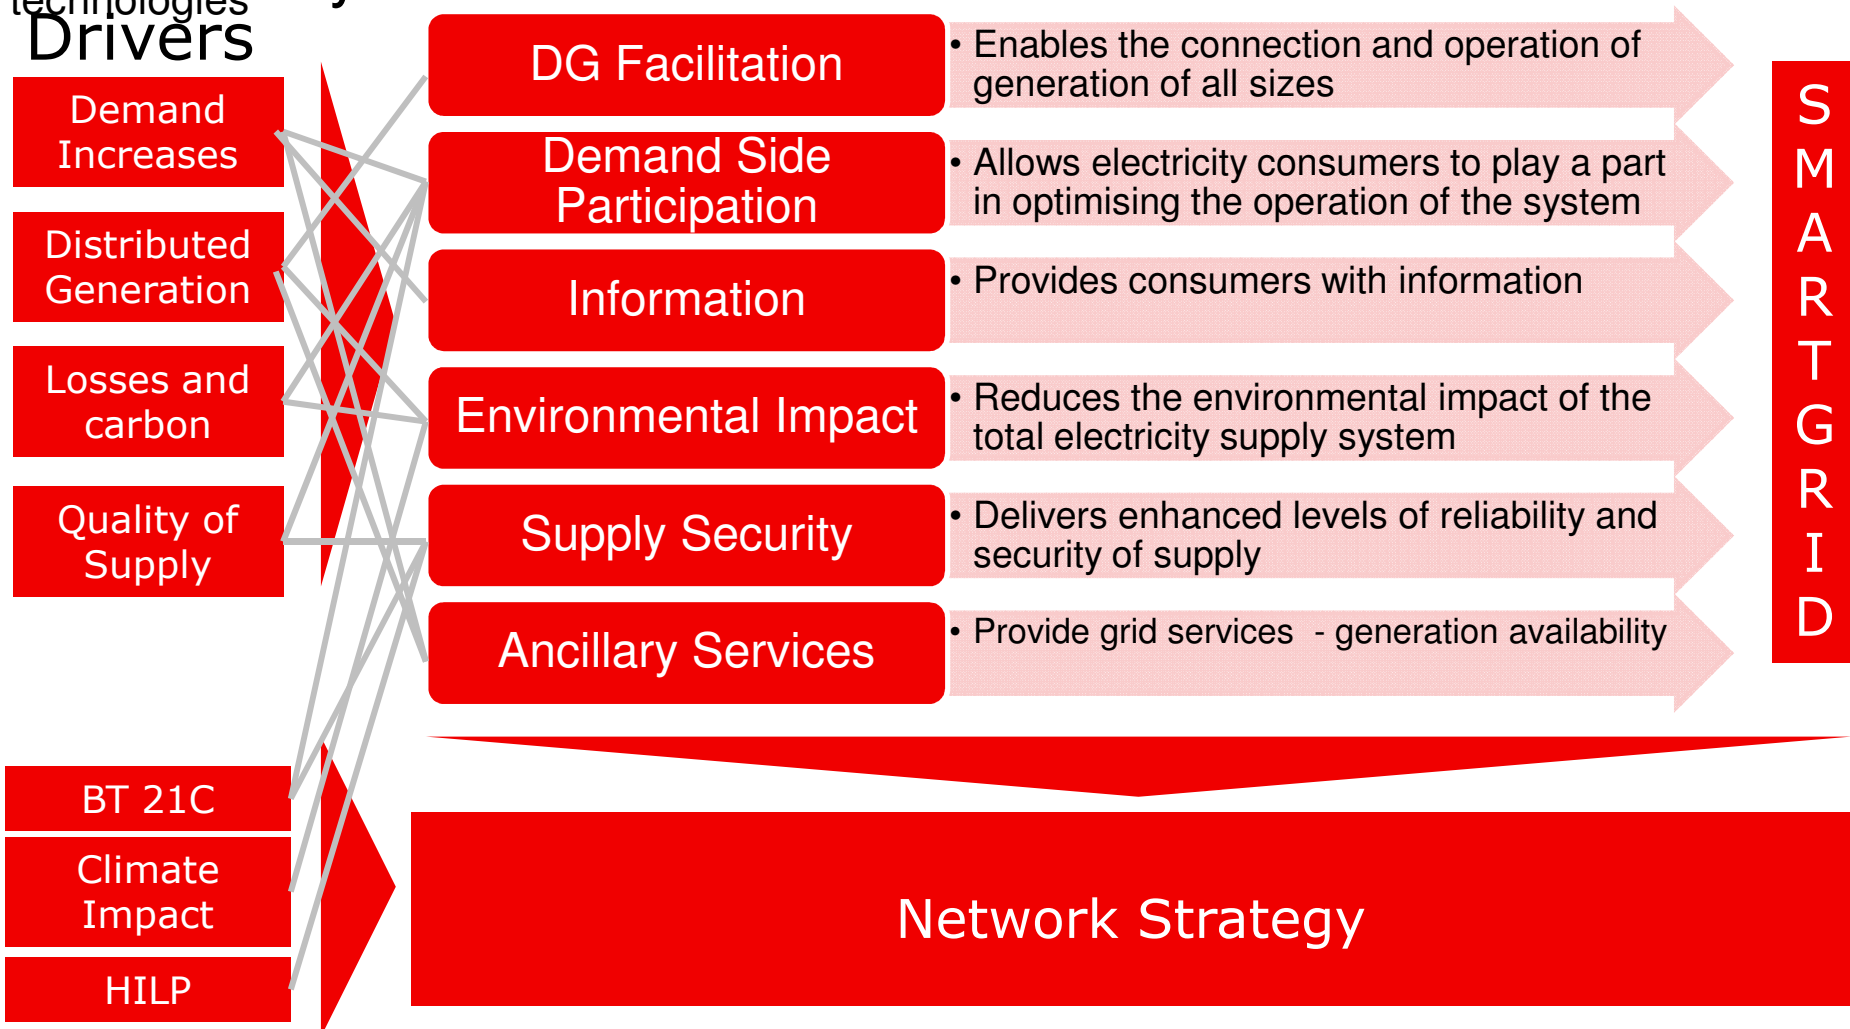 technologies
Drivers
Demand
Increases
Distributed
Generation
Losses and
carbon
Quality of
Supply
BT 21C
Climate
Impact
HILP
DG Facilitation
• Enables the connection and operation of
generation of all sizes
Demand Side
Participation
• Allows electricity consumers to play a part
in optimising the operation of the system
Information
• Provides consumers with information
Environmental Impact
• Reduces the environmental impact of the
total electricity supply system
Supply Security
• Delivers enhanced levels of reliability and
security of supply
Ancillary Services
• Provide grid services  - generation availability
S
M
A
R
T
G
R
I
D
Network Strategy